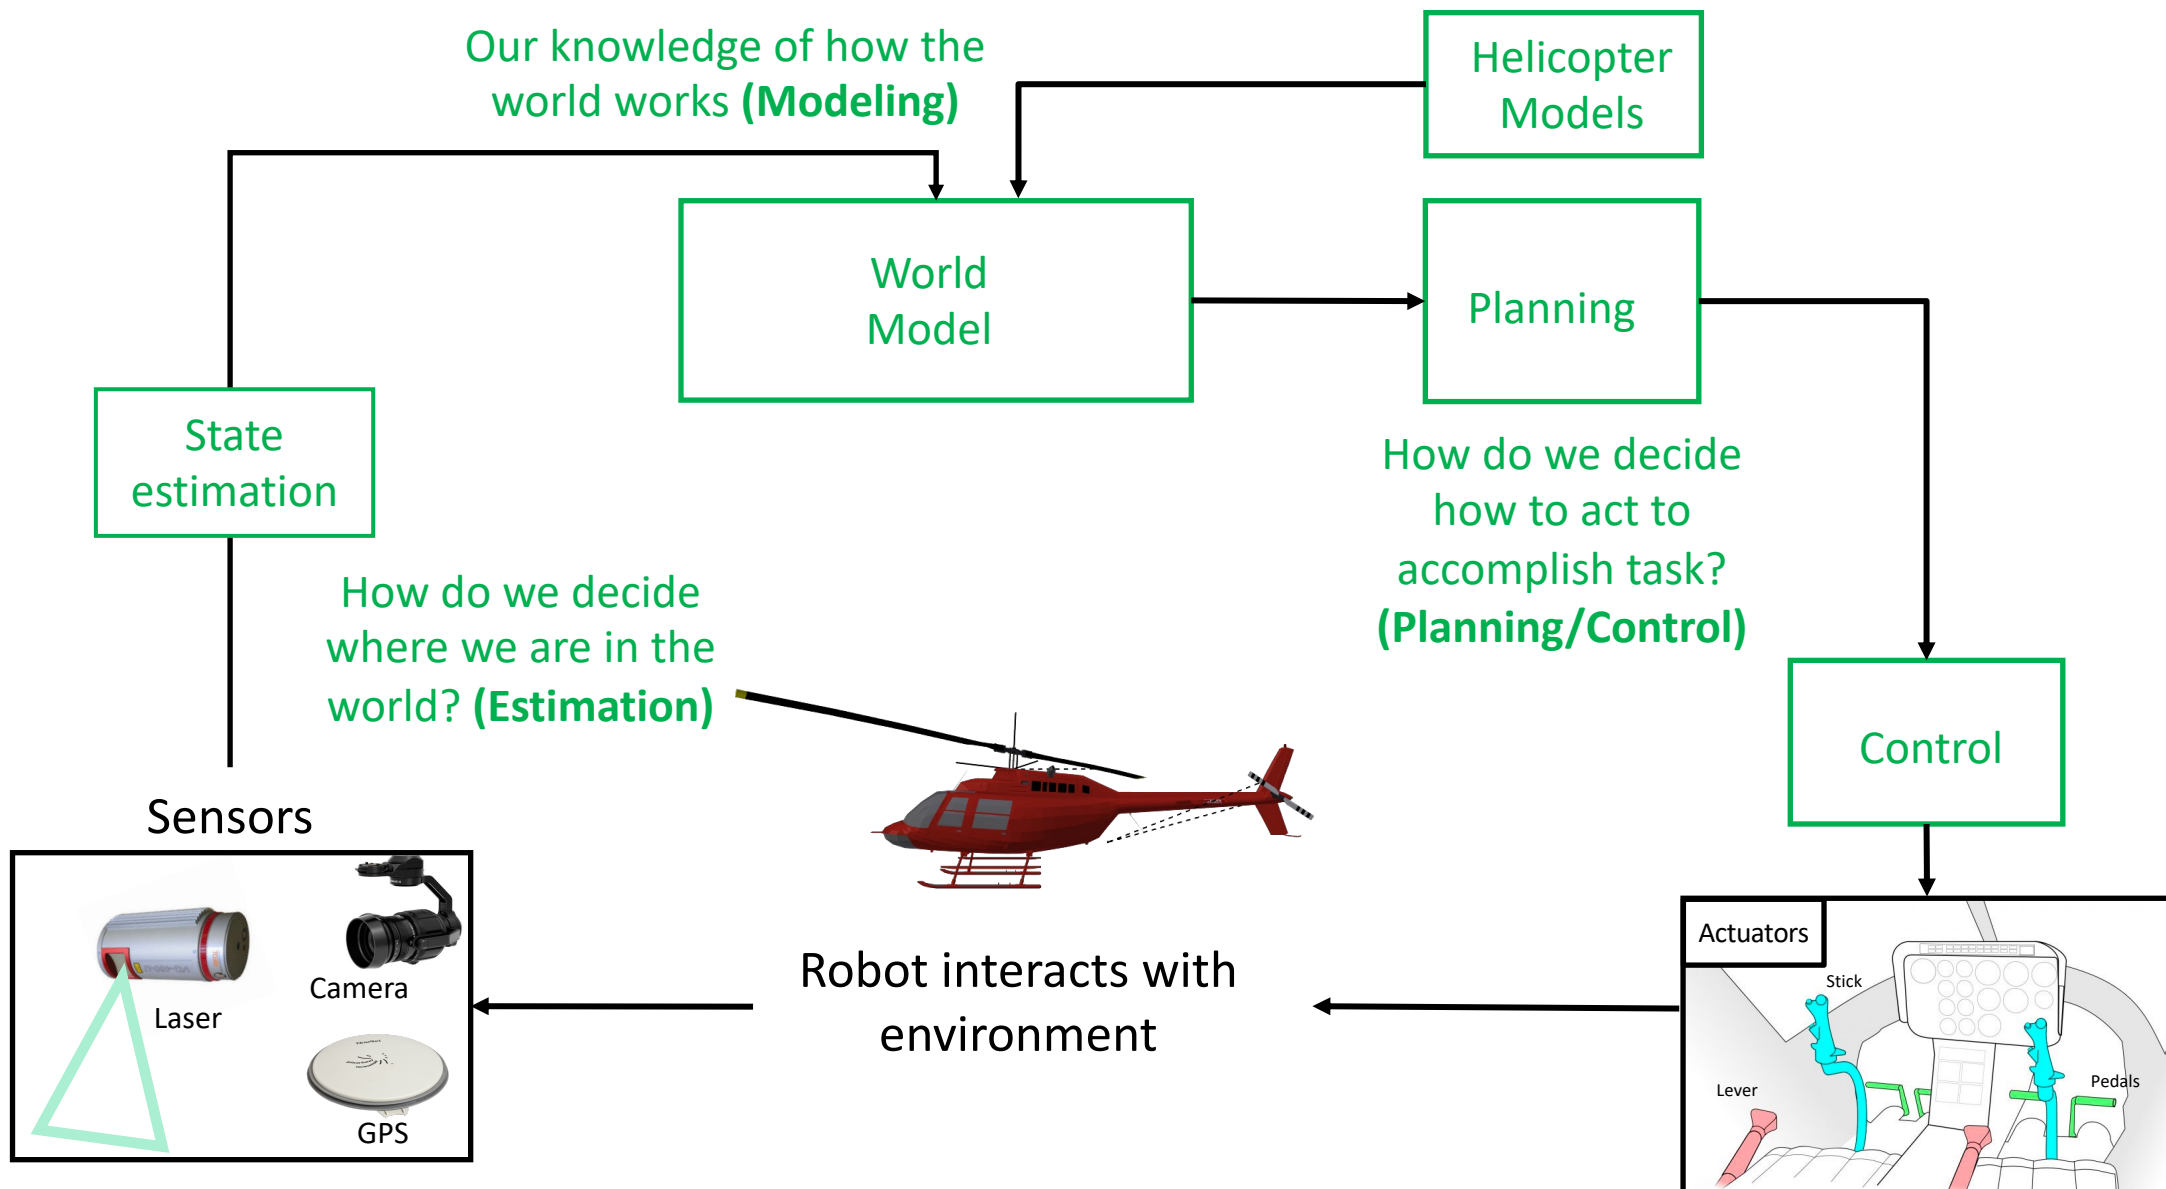 Our knowledge of how the
world works (Modeling)
Helicopter
Models
World
Model
Planning
State
estimation
How do we decide
how to act to
accomplish task?
(Planning/Control)
How do we decide
where we are in the
world? (Estimation)
Control
Sensors
Laser
Camera
GPS
Robot interacts with
environment
Actuators
Stick
Lever
Pedals